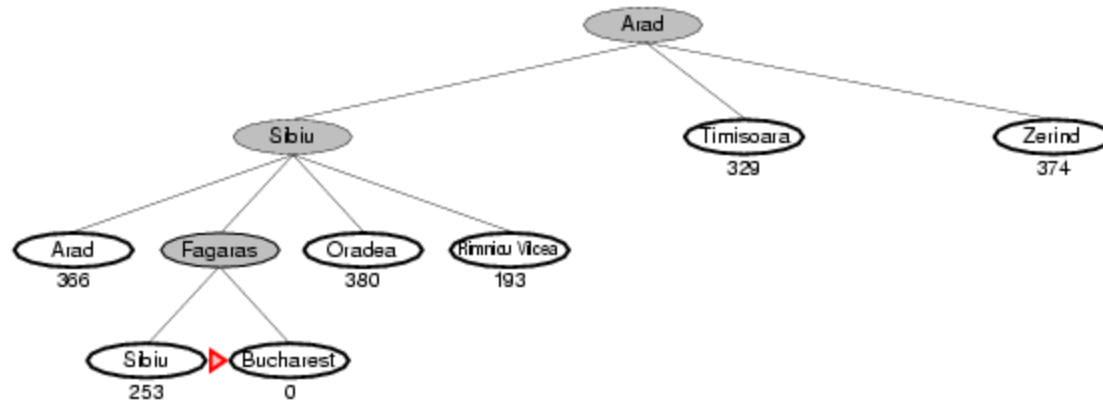 Arad
Sibiu
Timisoara
Zerind
329
374
Arad
Fagaras
Oradea
Rimnicu Vilcea
366
380
193
Sibiu
Bucharest
253
0